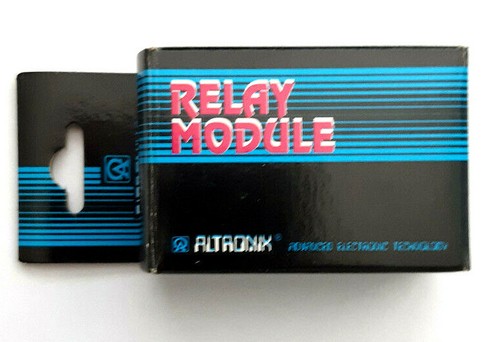 RELAY
MODULE
ALTRONIX® ADVANCED ELECTRONIC TECHNOLOGY